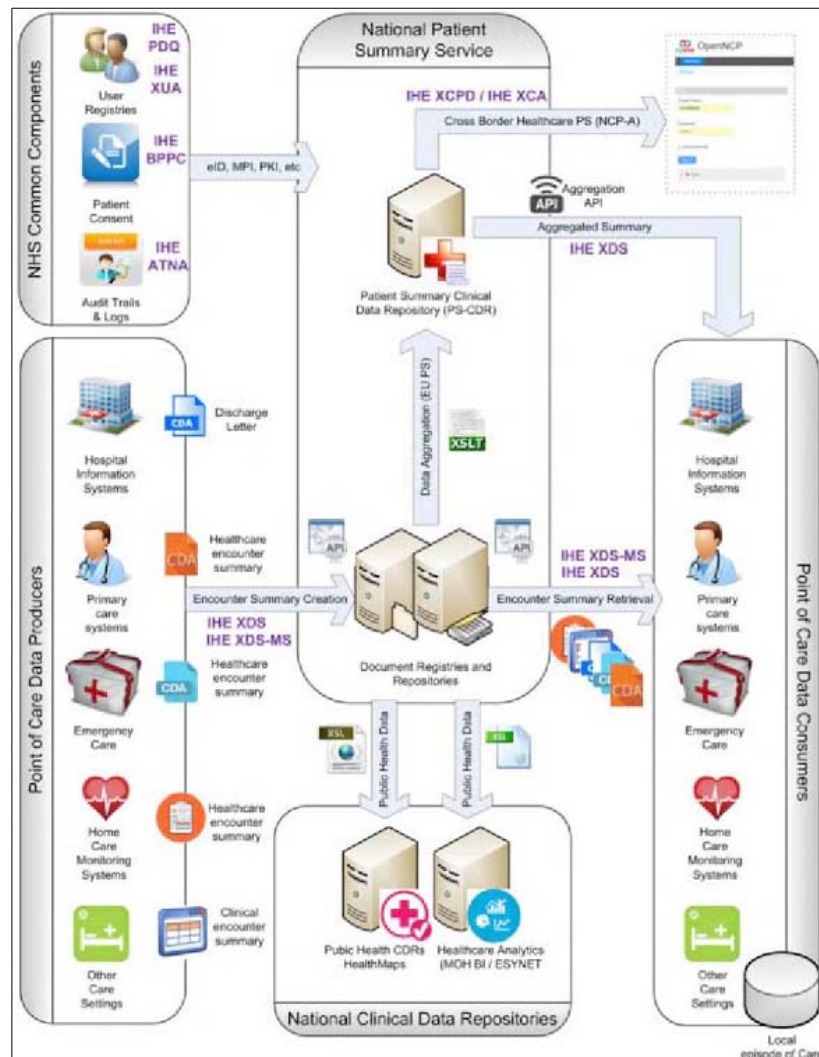 NHS Common Components
IHE
PDQ
IHE
XUA
User
Registries
IHE
BPPC
Patient
Consent
IHE
ATNA
Audit Trails
& Logs
eID, MPI, PKI, etc
National Patient
Summary Service
IHE XCPD / IHE XCA
Cross Border Healthcare PS (NCP-A)
OpenNCP
API
Aggregation
API
Aggregated Summary
IHE XDS
Patient Summary Clinical
Data Repository (PS-CDR)
Data Aggregation (EU PS)
XSLT
Point of Care Data Producers
Hospital
Information
Systems
CDA
Discharge
Letter
Primary
care
systems
CDA
Healthcare
encounter
summary
Encounter Summary Creation
IHE XDS
IHE XDS-MS
Emergency
Care
CDA
Healthcare
encounter
summary
Home
Care
Monitoring
Systems
Healthcare
encounter
summary
Other
Care
Settings
Clinical
encounter
summary
API
API
Document Registries and
Repositories
IHE XDS-MS
IHE XDS
Encounter Summary Retrieval
CDA
XSL
Public Health Data
Public Health Data
XSL
Pubic Health CDRs
HealthMaps
Healthcare Analytics
(MOH BI / ESYNET
National Clinical Data Repositories
Point of Care Data Consumers
Hospital
Information
Systems
Primary
care
systems
Emergency
Care
Home
Care
Monitoring
Systems
Other
Care
Settings
Local
episode of Care